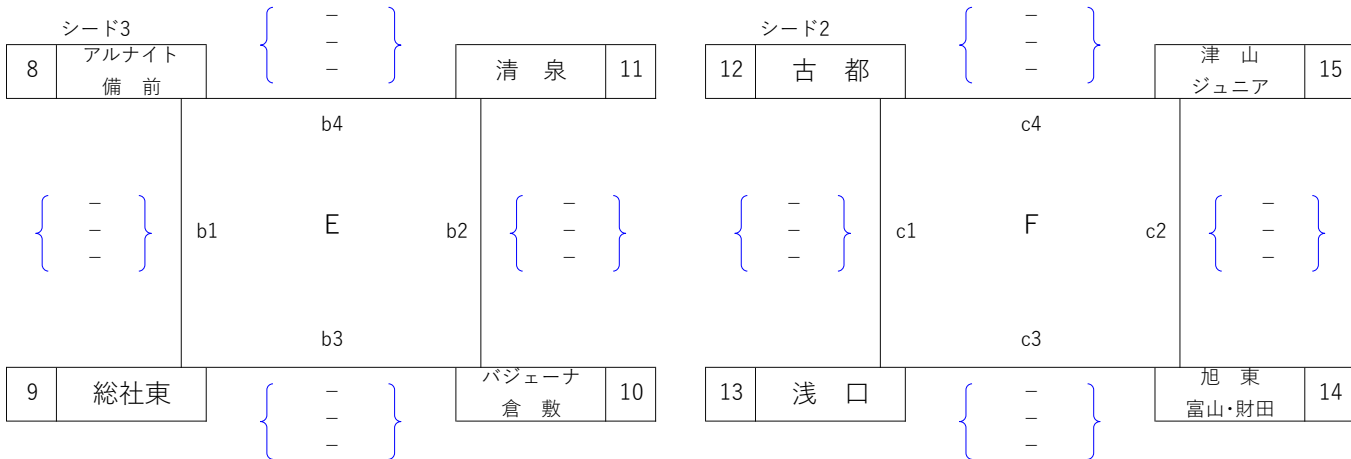 シード3
8
アルナイト
備　前
清　泉
11
b4
b1
E
b2
b3
9
総社東
バジェーナ
倉　敷
10
シード2
12
古　都
津　山
ジュニア
15
c4
c1
F
c2
c3
13
浅　口
旭　東
富山・財田
14
{ － － － }
{ － － － }
{ － － － }
{ － － － }
{ － － － }
{ － － － }
{ － － － }
{ － － － }